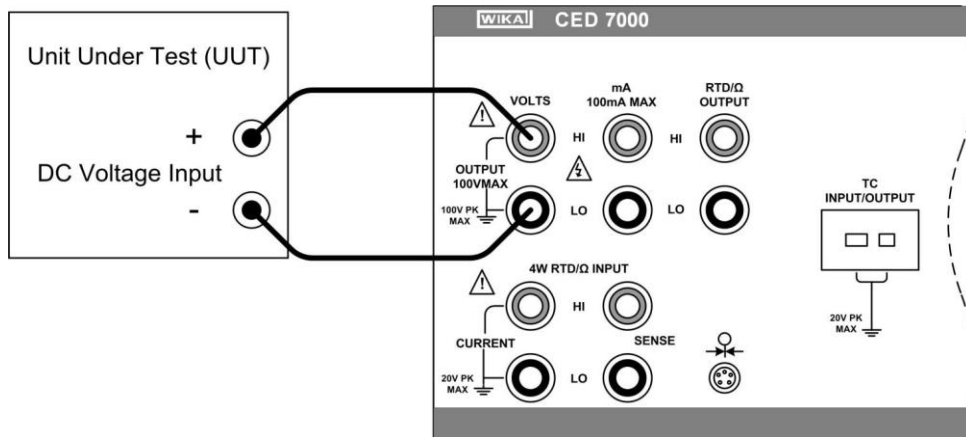 WIKA CED 7000
Unit Under Test (UUT)
+
DC Voltage Input
-
VOLTS
mA
100mA MAX
RTD/Ω
OUTPUT
HI
HI
OUTPUT
100VMAX
100V PK
MAX
LO
LO
TC
INPUT/OUTPUT
20V PK
MAX
4W RTD/Ω INPUT
HI
CURRENT
SENSE
20V PK
MAX
LO